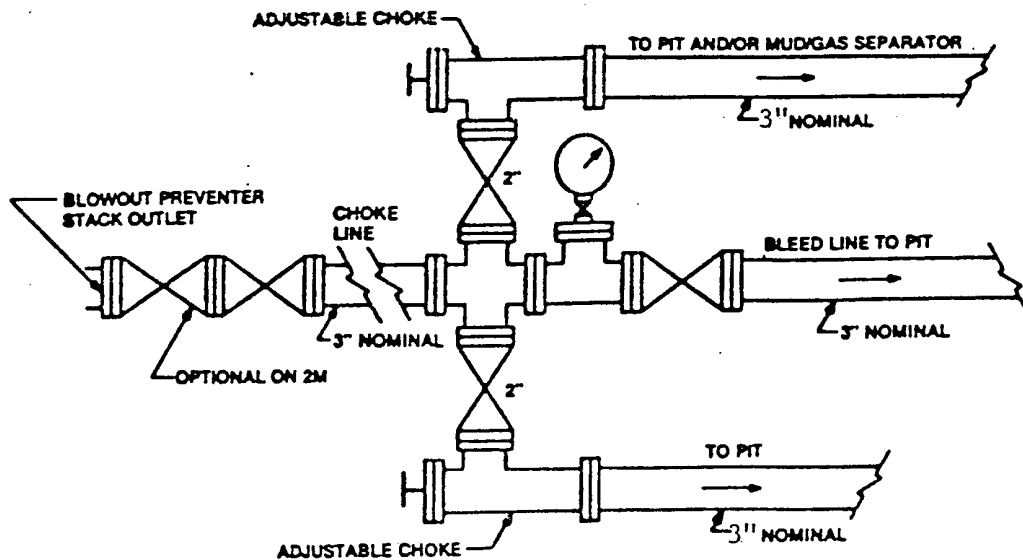 ADJUSTABLE CHOKE
TO PIT AND/OR MUD/GAS SEPARATOR
3" NOMINAL
2"
BLOWOUT PREVENTER
STACK OUTLET
CHOKE
LINE
BLEED LINE TO PIT
3" NOMINAL
3" NOMINAL
OPTIONAL ON 2M
2"
TO PIT
3" NOMINAL
ADJUSTABLE CHOKE